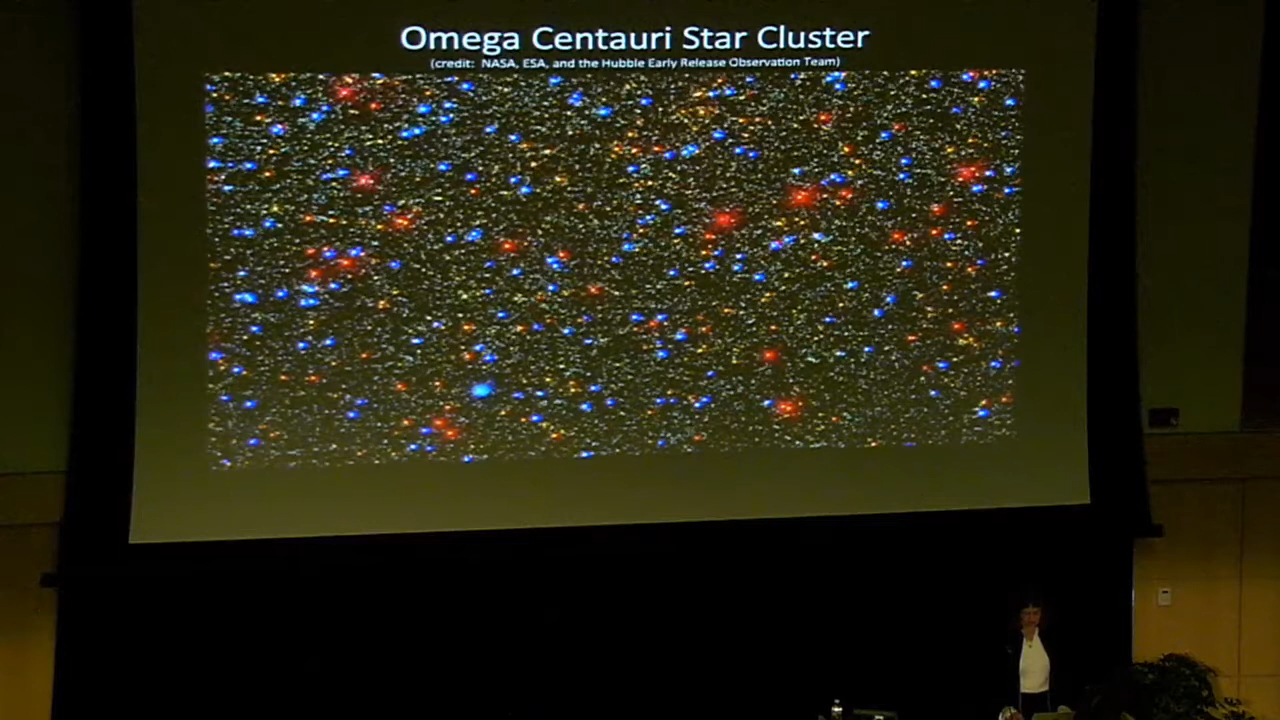 Omega Centauri Star Cluster
(credit: NASA, ESA, and the Hubble Early Release Observation Team)